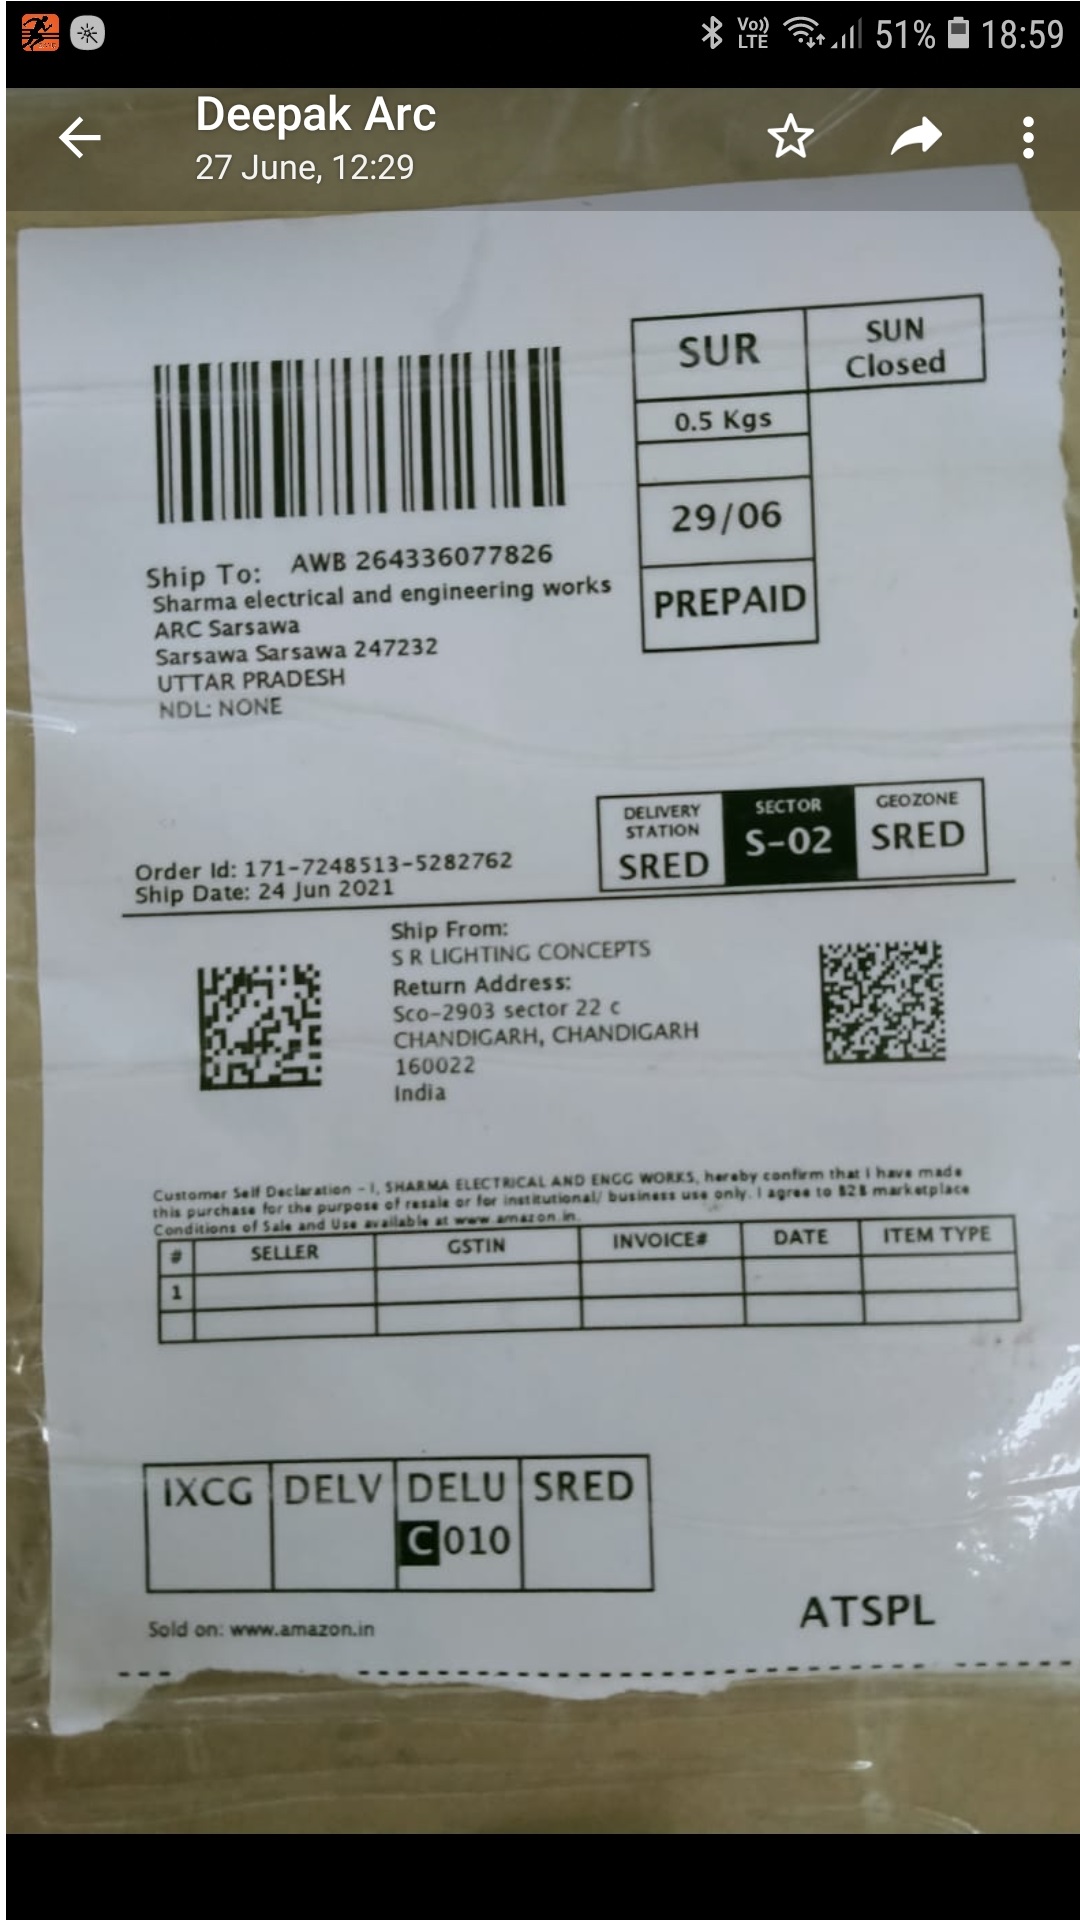 Vo)) LTE 51% 18:59
Deepak Arc
27 June, 12:29
SUR
SUN
Closed
0.5 Kgs
29/06
PREPAID
AWB 264336077826
Ship To:
Sharma electrical and engineering works
ARC Sarsawa
Sarsawa Sarsawa 247232
UTTAR PRADESH
NDL: NONE
DELIVERY
STATION
SRED
SECTOR
S-02
GEOZONE
SRED
Order Id: 171-7248513-5282762
Ship Date: 24 Jun 2021
Ship From:
S R LIGHTING CONCEPTS
Return Address:
Sco-2903 sector 22 c
CHANDIGARH, CHANDIGARH
160022
India
Customer Self Declaration - I, SHARMA ELECTRICAL AND ENGG WORKS, hereby confirm that I have made
this purchase for the purpose of resale or for institutional/ business use only. I agree to B2B marketplace
Conditions of Sale and Use available at www.amazon.in.
# SELLER GSTIN INVOICE# DATE ITEM TYPE
1
IXCG DELV DELU SRED
C010
Sold on: www.amazon.in
ATSPL